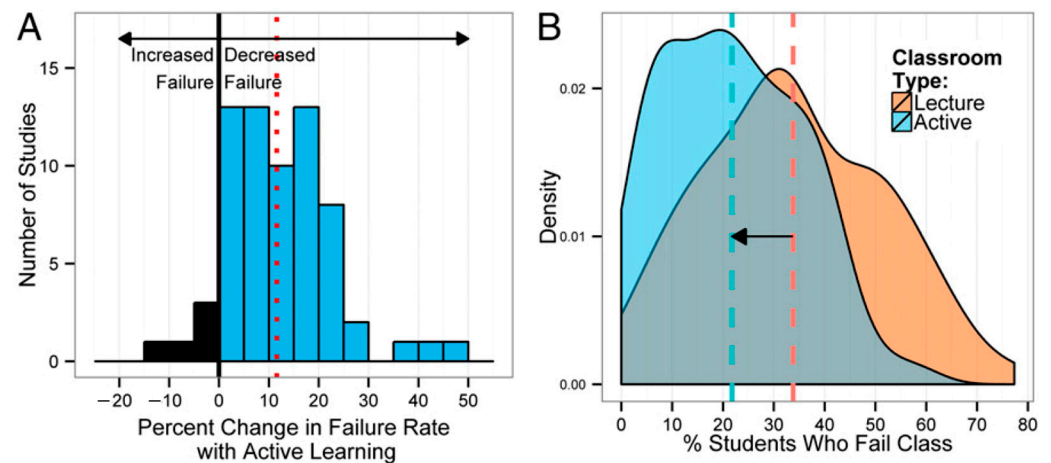 A
Increased Decreased
Failure Failure
15
10
5
0
Number of Studies
−20 −10 0 10 20 30 40 50
Percent Change in Failure Rate
with Active Learning
B
Classroom
Type:
Lecture
Active
0.02
0.01
0.00
Density
0 10 20 30 40 50 60 70 80
% Students Who Fail Class